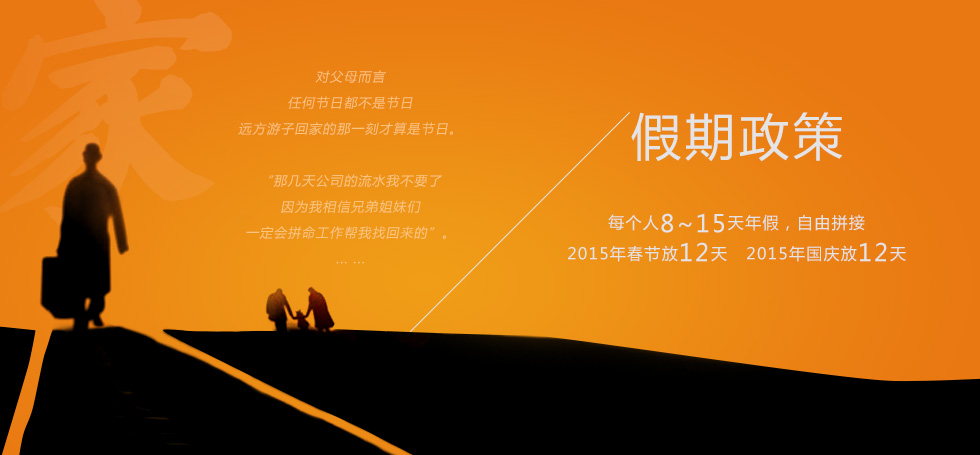 家
对父母而言
任何节日都不是节日
远方游子回家的那一刻才算是节日。
“那几天公司的流水我不要了
因为我相信兄弟姐妹们
一定会拼命工作帮我找回来的”。
... ...
假期政策
每个人8~15天年假，自由拼接
2015年春节放12天 2015年国庆放12天